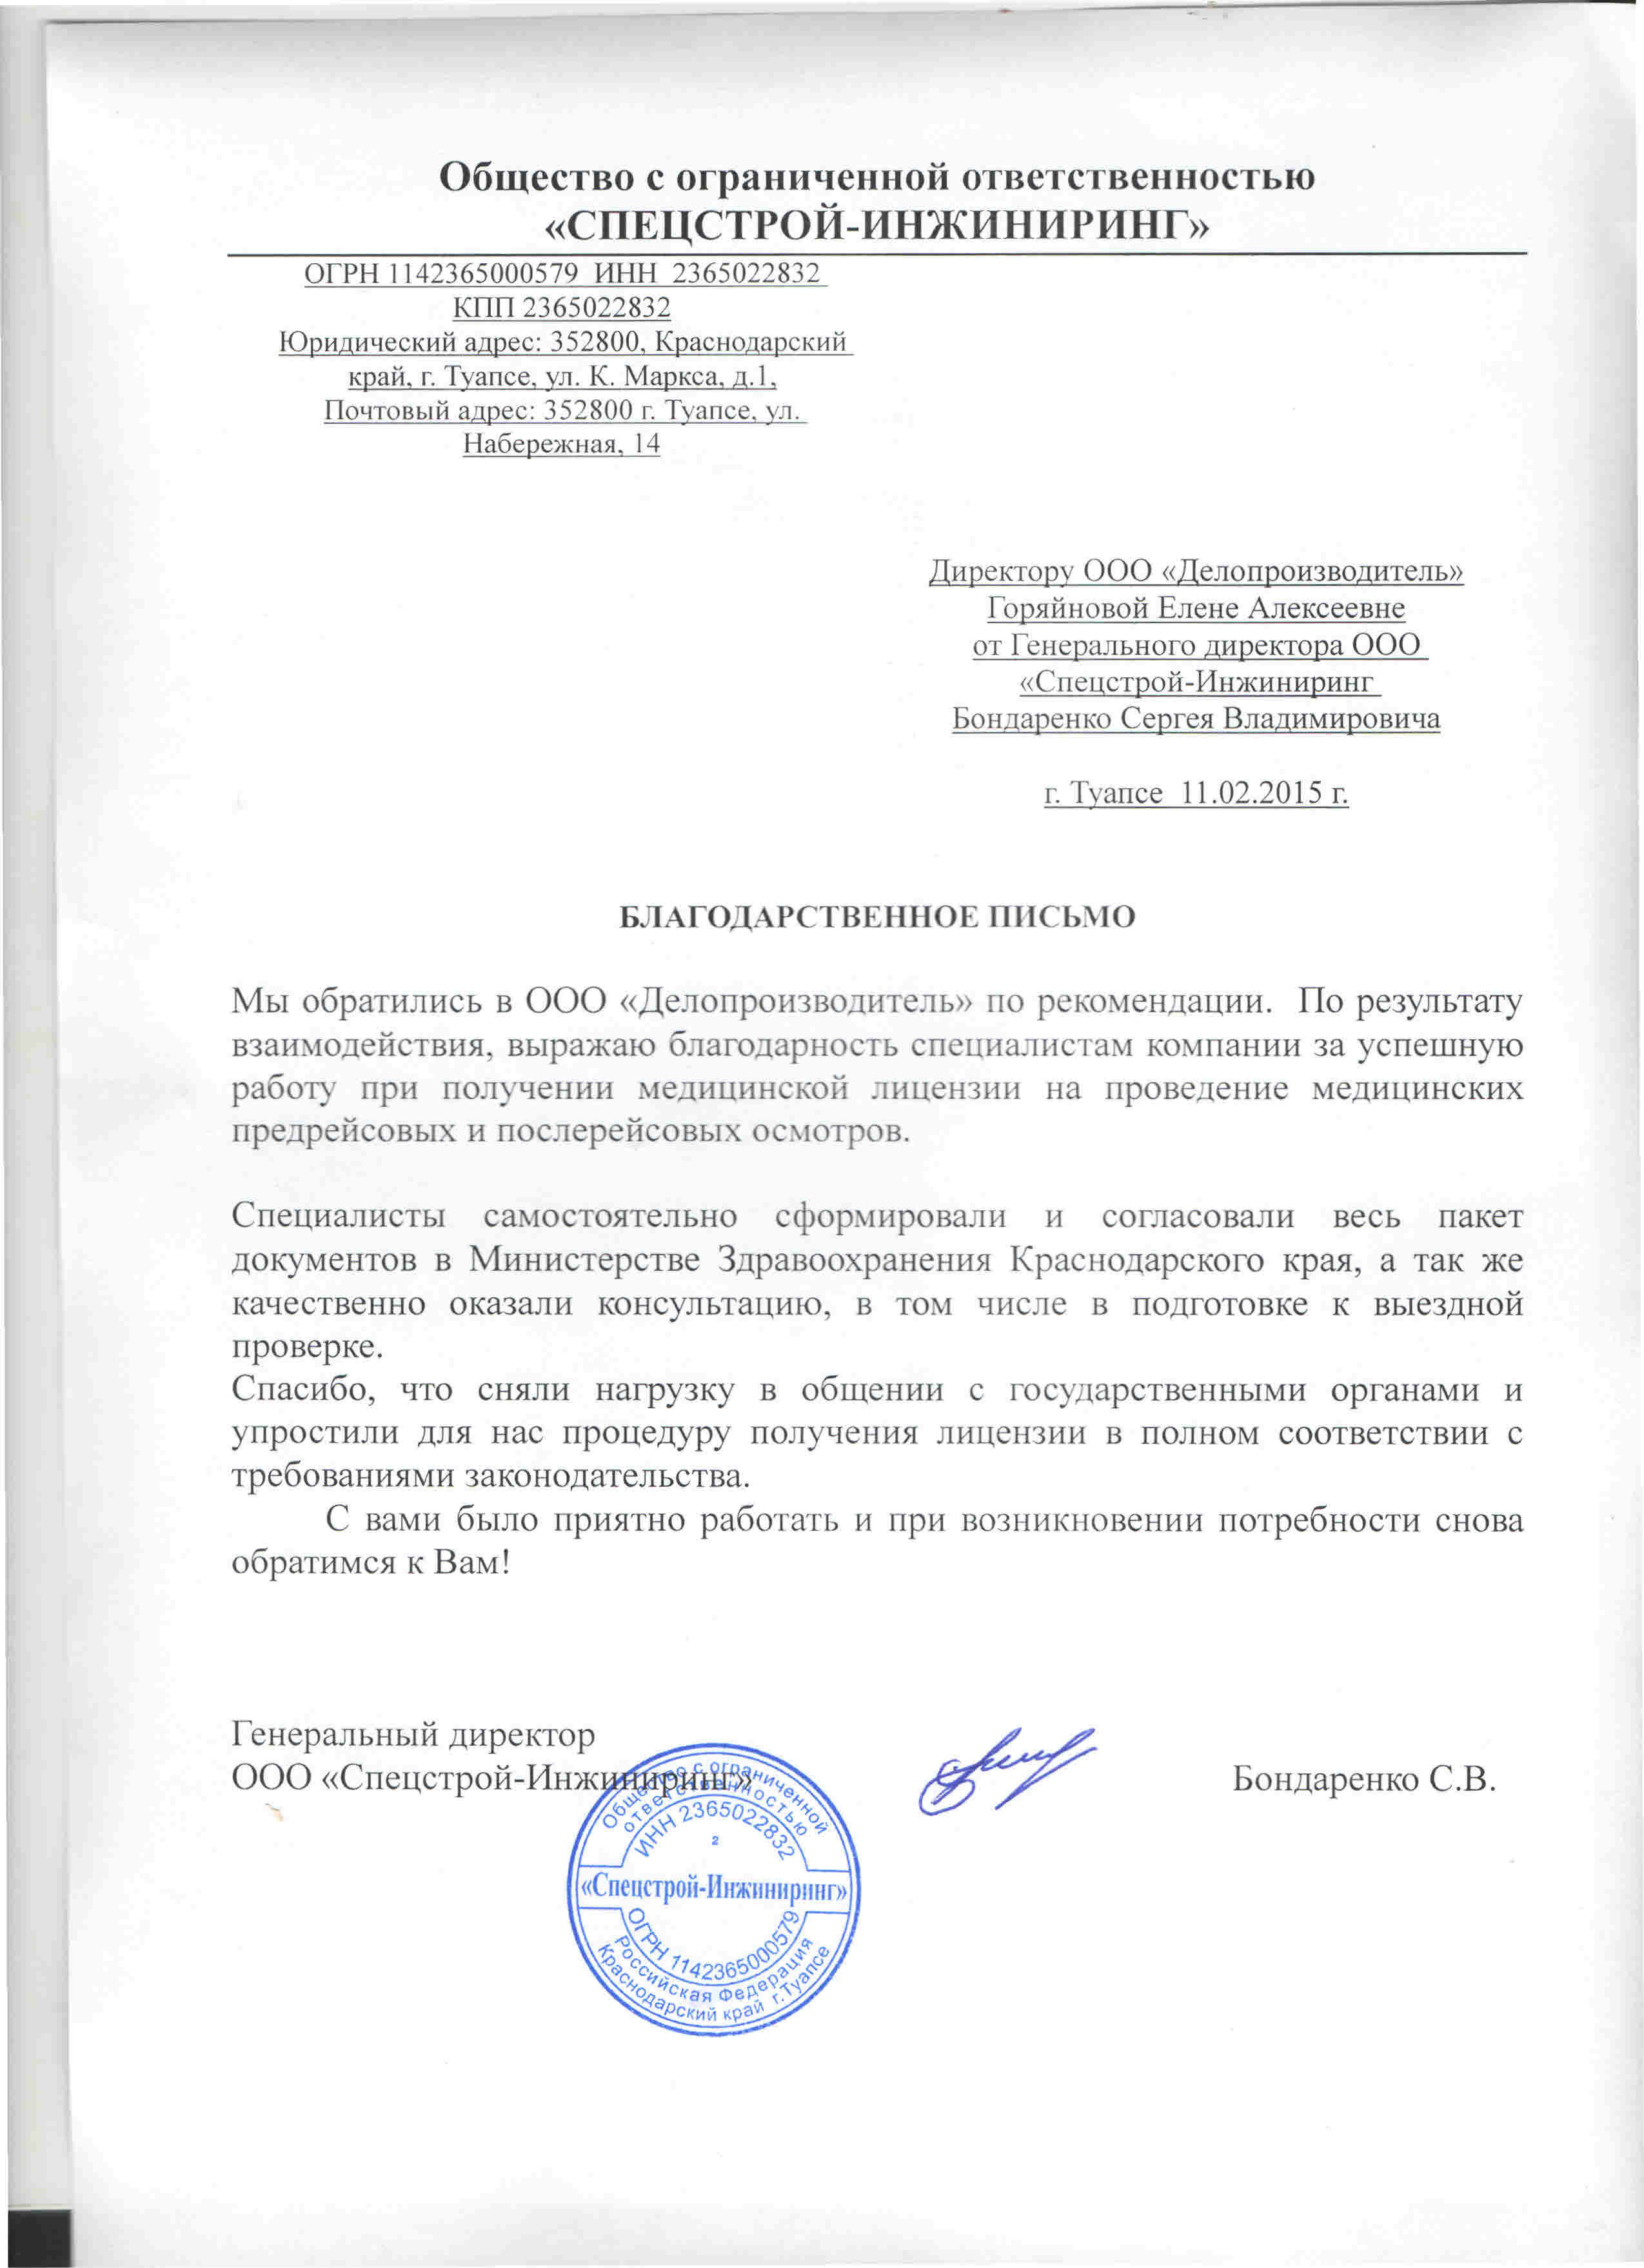 Общество с ограниченной ответственностью
«СПЕЦСТРОЙ-ИНЖИНИРИНГ»
ОГРН 1142365000579 ИНН 2365022832
КПП 2365022832
Юридический адрес: 352800, Краснодарский
край, г. Туапсе, ул. К. Маркса, д.1,
Почтовый адрес: 352800 г. Туапсе, ул.
Набережная, 14
Директору ООО «Делопроизводитель»
Горяйновой Елене Алексеевне
от Генерального директора ООО
«Спецстрой-Инжиниринг
Бондаренко Сергея Владимировича
г. Туапсе 11.02.2015 г.
БЛАГОДАРСТВЕННОЕ ПИСЬМО
Мы обратились в ООО «Делопроизводитель» по рекомендации. По результату
взаимодействия, выражаю благодарность специалистам компании за успешную
работу при получении медицинской лицензии на проведение медицинских
предрейсовых и послерейсовых осмотров.
Специалисты самостоятельно сформировали и согласовали весь пакет
документов в Министерстве Здравоохранения Краснодарского края, а так же
качественно оказали консультацию, в том числе в подготовке к выездной
проверке.
Спасибо, что сняли нагрузку в общении с государственными органами и
упростили для нас процедуру получения лицензии в полном соответствии с
требованиями законодательства.
С вами было приятно работать и при возникновении потребности снова
обратимся к Вам!
Генеральный директор
ООО «Спецстрой-Инжиниринг»
Бондаренко С.В.
Общество с ограниченной
ответственностью
ИНН 2365022832
2
«Спецстрой-Инжиниринг»
ОГРН 1142365000579
Российская Федерация
Краснодарский край г.Туапсе